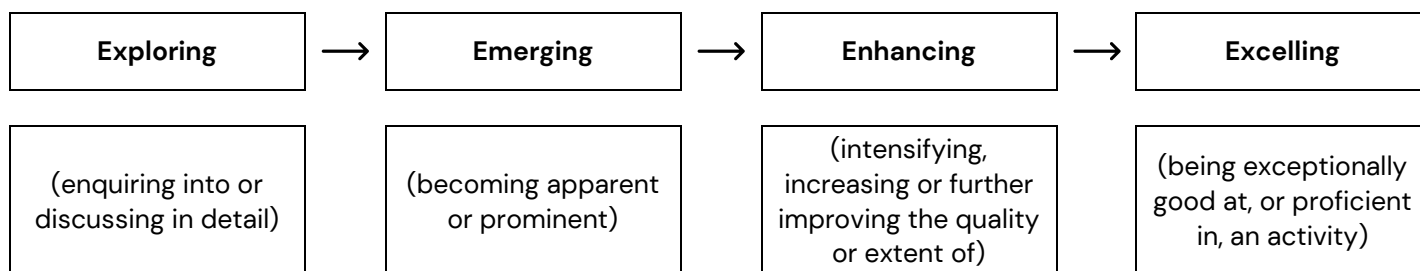 Exploring
Emerging
Enhancing
Excelling
(enquiring into or
discussing in detail)
(becoming apparent
or prominent)
(intensifying,
increasing or further
improving the quality
or extent of)
(being exceptionally
good at, or proficient
in, an activity)